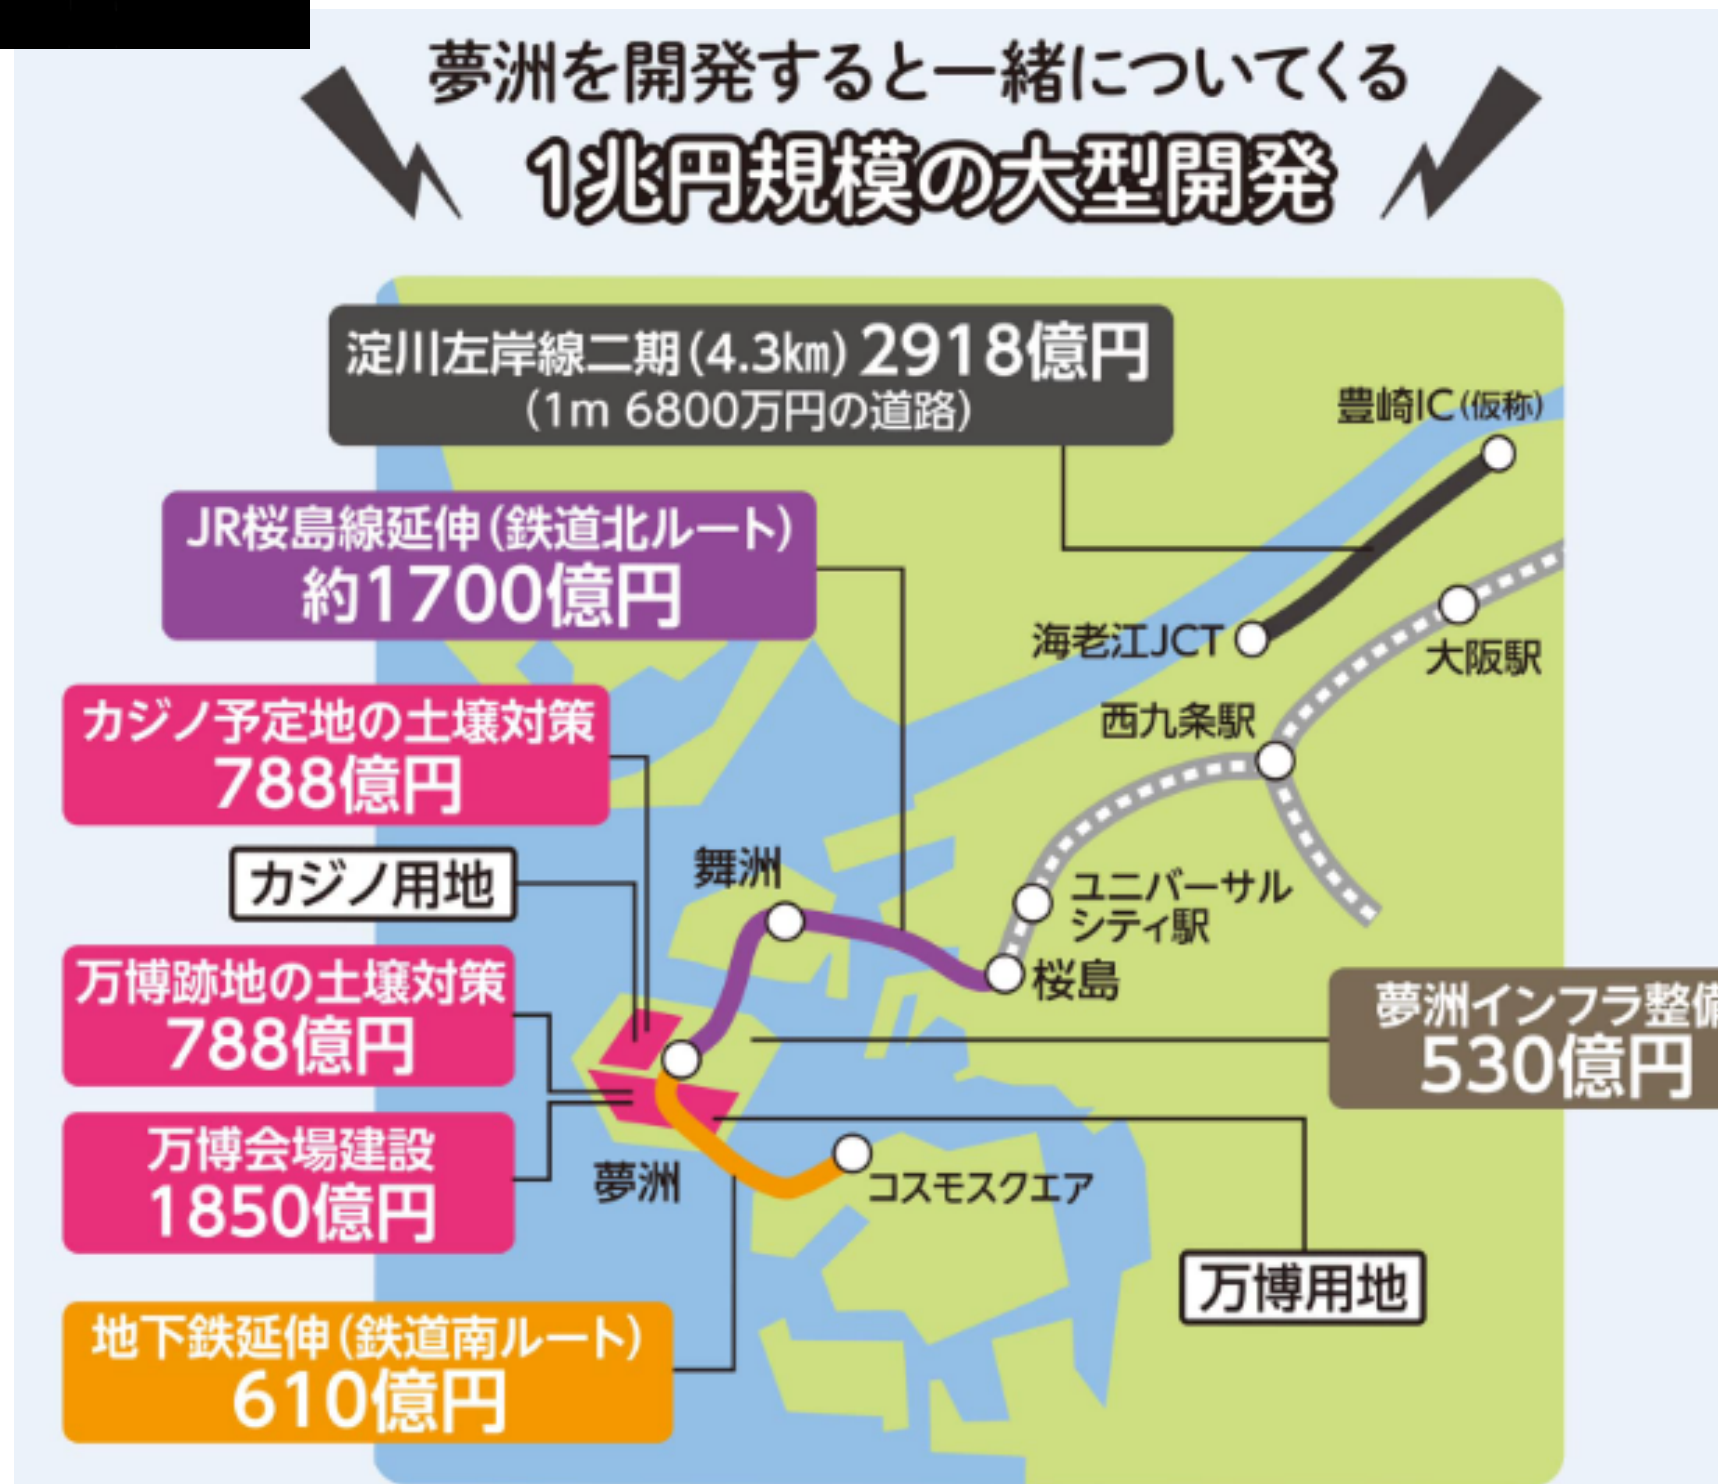 夢洲を開発すると一緒についてくる
1兆円規模の大型開発
淀川左岸線二期(4.3㎞) 2918億円
(1m 6800万円の道路)
豊崎IC(仮称)
JR桜島線延伸(鉄道北ルート)
約1700億円
海老江JCT
大阪駅
西九条駅
カジノ予定地の土壌対策
788億円
舞洲
カジノ用地
ユニバーサル
シティ駅
桜島
万博跡地の土壌対策
788億円
夢洲インフラ整備
530億円
万博会場建設
1850億円
夢洲
コスモスクエア
万博用地
地下鉄延伸(鉄道南ルート)
610億円